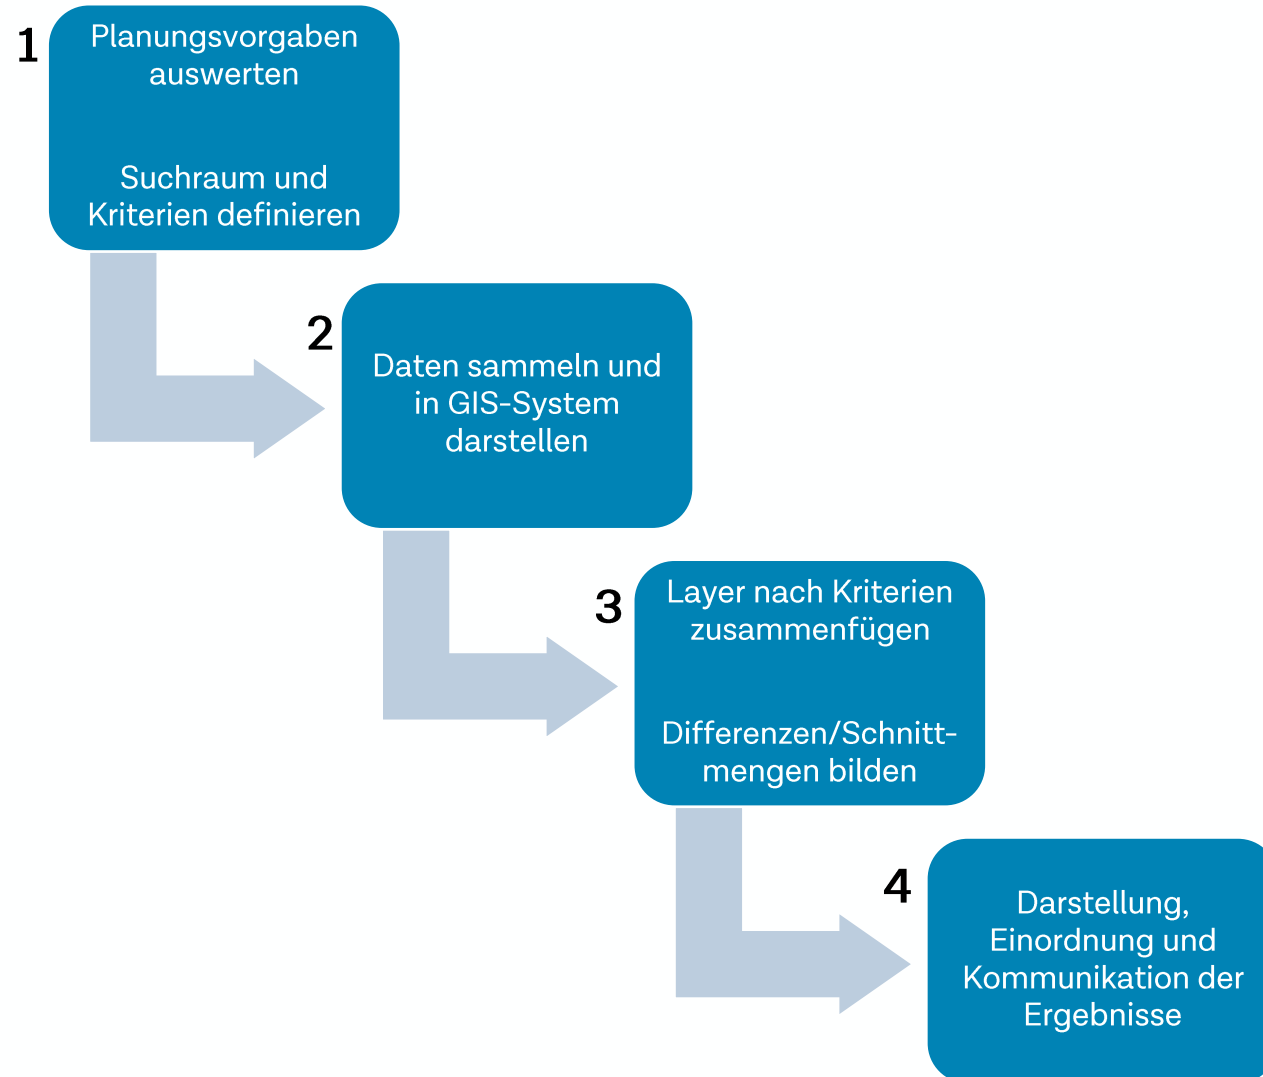 1
Planungsvorgaben
auswerten
Suchraum und
Kriterien definieren
2
Daten sammeln und
in GIS-System
darstellen
3
Layer nach Kriterien
zusammenfügen
Differenzen/Schnitt-
mengen bilden
4
Darstellung,
Einordnung und
Kommunikation der
Ergebnisse